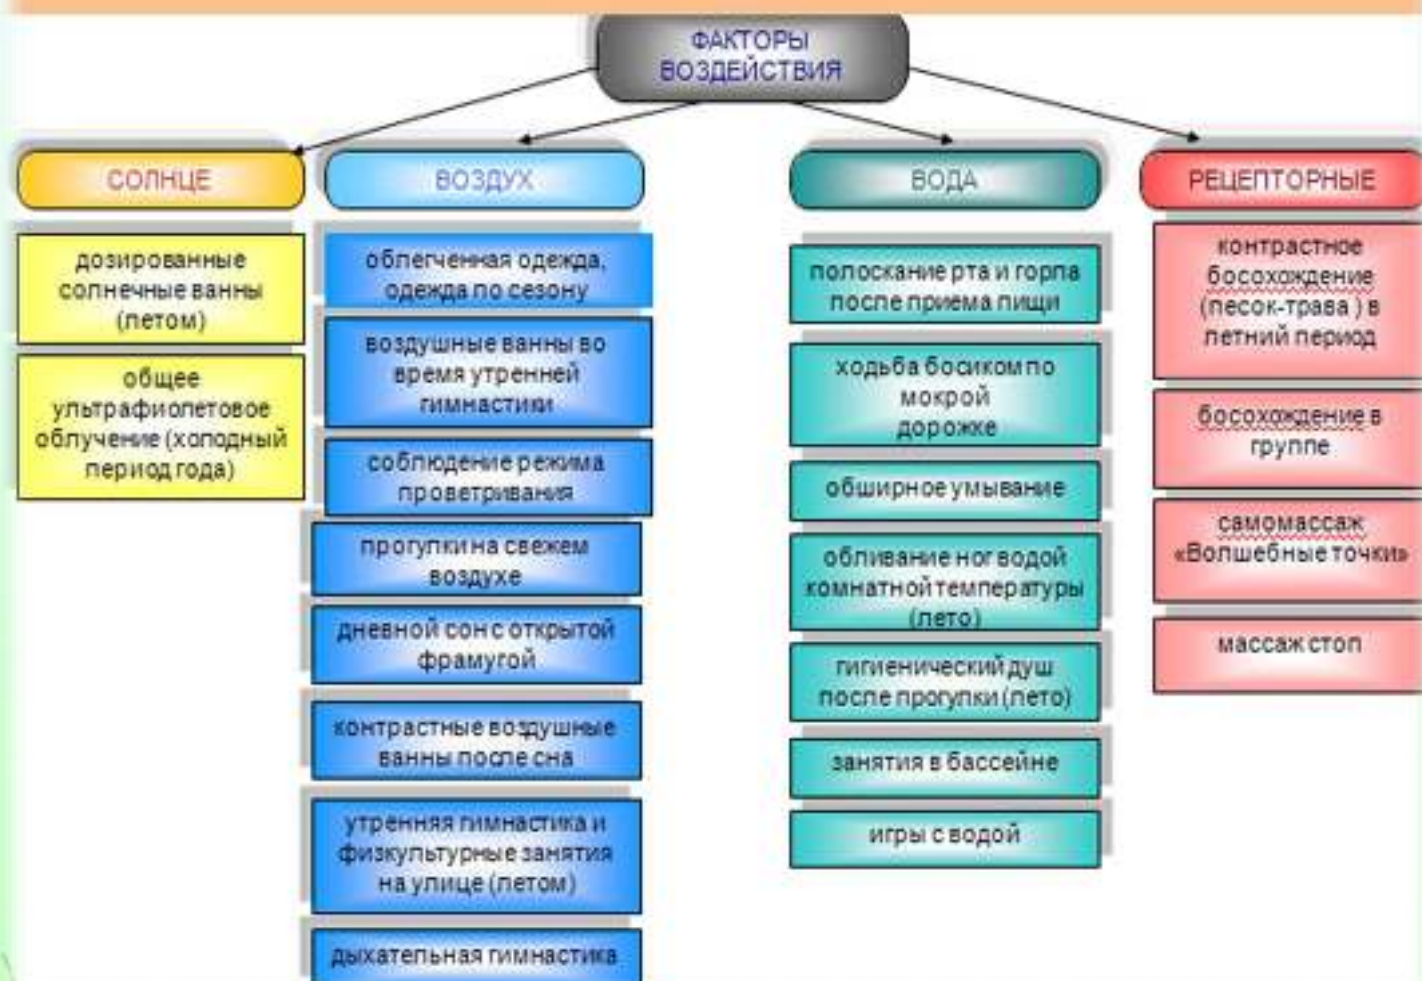 ФАКТОРЫ
ВОЗДЕЙСТВИЯ
СОЛНЦЕ
дозированные
солнечные ванны
(летом)
общее
ультрафиолетовое
облучение (холодный
период года)
ВОЗДУХ
облегченная одежда,
одежда по сезону
воздушные ванны во
время утренней
гимнастики
соблюдение режима
проветривания
прогулки на свежем
воздухе
дневной сон с открытой
фрамугой
контрастные воздушные
ванны после сна
утренняя гимнастика и
физкультурные занятия
на улице (летом)
дыхательная гимнастика
ВОДА
полоскание рта и горла
после приема пищи
ходьба босиком по
мокрой
дорожке
обширное умывание
обливание ног водой
комнатной температуры
(лето)
гигиенический душ
после прогулки (лето)
занятия в бассейне
игры с водой
РЕЦЕПТОРНЫЕ
контрастное
босохождение
(песок-трава ) в
летний период
босохождение в
группе
самомассаж
«Волшебные точки»
массаж стоп